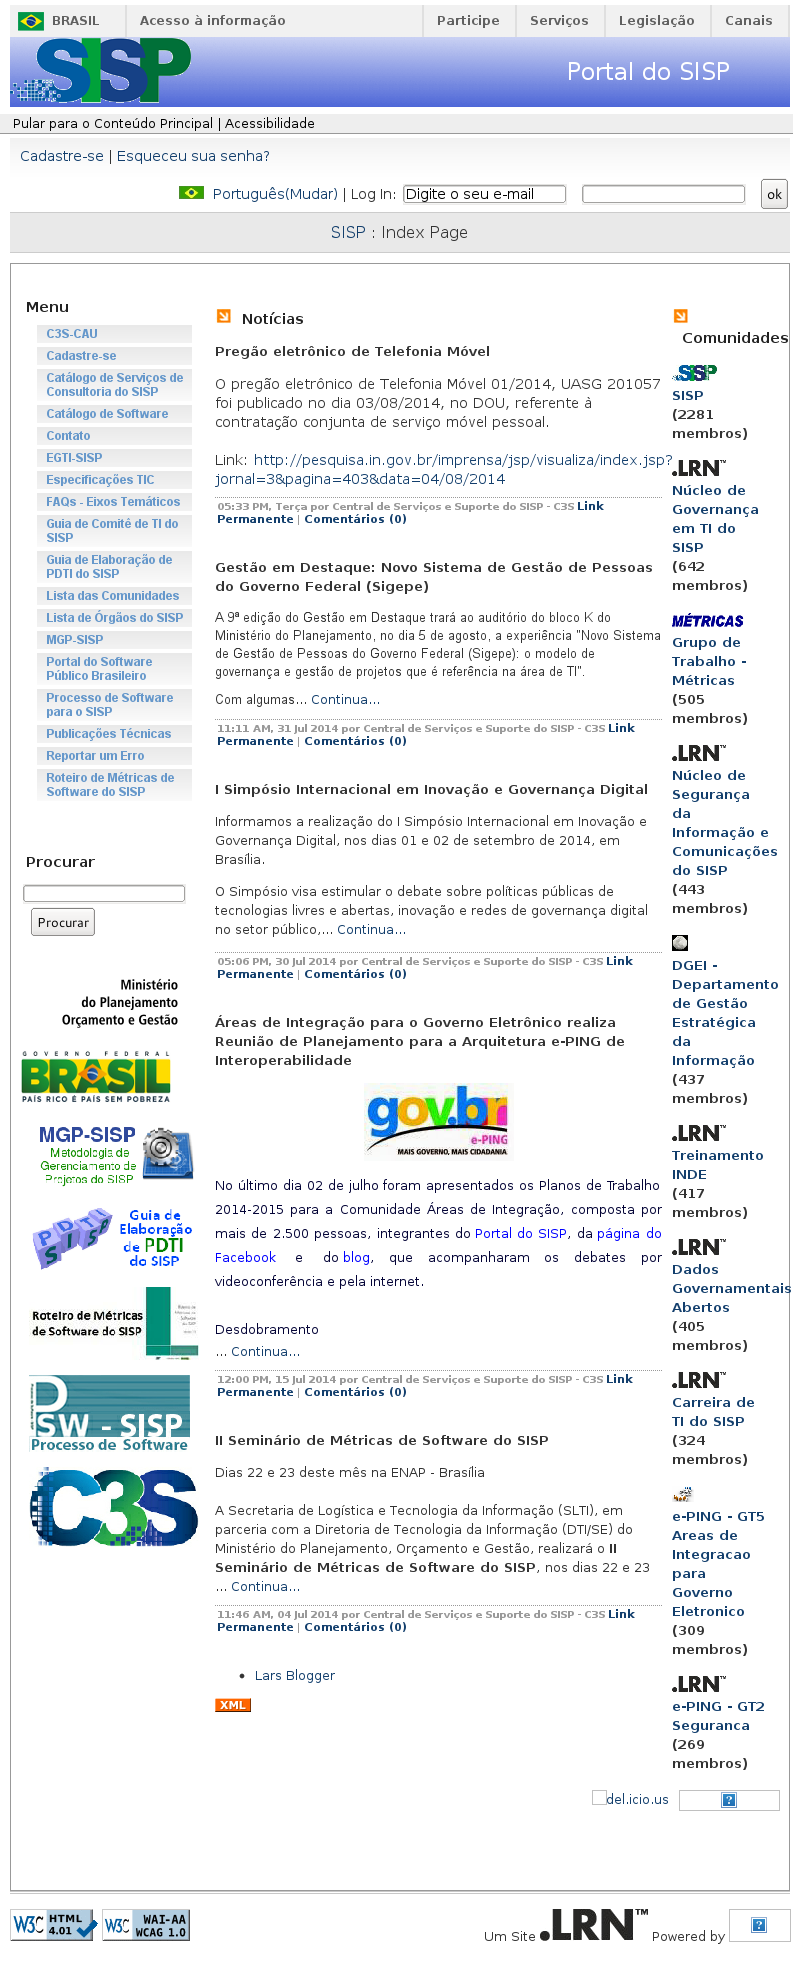 BRASIL
Acesso à informação
Participe
Serviços
Legislação
Canais
SISP
Portal do SISP
Pular para o Conteúdo Principal | Acessibilidade
Cadastre-se | Esqueceu sua senha?
Português(Mudar) | Log In: Digite o seu e-mail
ok
SISP : Index Page
Menu
C3S-CAU
Cadastre-se
Catálogo de Serviços de
Consultoria do SISP
Catálogo de Software
Contato
EGTI-SISP
Especificações TIC
FAQs - Eixos Temáticos
Guia de Comitê de TI do
SISP
Guia de Elaboração de
PDTI do SISP
Lista das Comunidades
Lista de Órgãos do SISP
MGP-SISP
Portal do Software
Público Brasileiro
Processo de Software
para o SISP
Publicações Técnicas
Reportar um Erro
Roteiro de Métricas de
Software do SISP
Procurar
Procurar
Ministério
do Planejamento
Orçamento e Gestão
GOVERNO FEDERAL
BRASIL
PAÍS RICO É PAÍS SEM POBREZA
MGP-SISP
Metodologia de
Gerenciamento de
Projetos do SISP
PDTI
SISP
Guia de
Elaboração
de PDTI
do SISP
Roteiro de Métricas
de Software do SISP
PSW - SISP
Processo de Software
C3S
Notícias
Pregão eletrônico de Telefonia Móvel
O pregão eletrônico de Telefonia Móvel 01/2014, UASG 201057
foi publicado no dia 03/08/2014, no DOU, referente à
contratação conjunta de serviço móvel pessoal.
Link: http://pesquisa.in.gov.br/imprensa/jsp/visualiza/index.jsp?
jornal=3&pagina=403&data=04/08/2014
05:33 PM, Terça por Central de Serviços e Suporte do SISP - C3S Link
Permanente | Comentários (0)
Gestão em Destaque: Novo Sistema de Gestão de Pessoas
do Governo Federal (Sigepe)
A 9ª edição do Gestão em Destaque trará ao auditório do bloco K do
Ministério do Planejamento, no dia 5 de agosto, a experiência "Novo Sistema
de Gestão de Pessoas do Governo Federal (Sigepe): o modelo de
governança e gestão de projetos que é referência na área de TI".
Com algumas... Continua...
11:11 AM, 31 Jul 2014 por Central de Serviços e Suporte do SISP - C3S Link
Permanente | Comentários (0)
I Simpósio Internacional em Inovação e Governança Digital
Informamos a realização do I Simpósio Internacional em Inovação e
Governança Digital, nos dias 01 e 02 de setembro de 2014, em
Brasília.
O Simpósio visa estimular o debate sobre políticas públicas de
tecnologias livres e abertas, inovação e redes de governança digital
no setor público,... Continua...
05:06 PM, 30 Jul 2014 por Central de Serviços e Suporte do SISP - C3S Link
Permanente | Comentários (0)
Áreas de Integração para o Governo Eletrônico realiza
Reunião de Planejamento para a Arquitetura e-PING de
Interoperabilidade
gov.br
e-PING
MAIS GOVERNO, MAIS CIDADANIA
No último dia 02 de julho foram apresentados os Planos de Trabalho
2014-2015 para a Comunidade Áreas de Integração, composta por
mais de 2.500 pessoas, integrantes do Portal do SISP, da página do
Facebook e do blog, que acompanharam os debates por
videoconferência e pela internet.
Desdobramento
... Continua...
12:00 PM, 15 Jul 2014 por Central de Serviços e Suporte do SISP - C3S Link
Permanente | Comentários (0)
II Seminário de Métricas de Software do SISP
Dias 22 e 23 deste mês na ENAP - Brasília
A Secretaria de Logística e Tecnologia da Informação (SLTI), em
parceria com a Diretoria de Tecnologia da Informação (DTI/SE) do
Ministério do Planejamento, Orçamento e Gestão, realizará o II
Seminário de Métricas de Software do SISP, nos dias 22 e 23
... Continua...
11:46 AM, 04 Jul 2014 por Central de Serviços e Suporte do SISP - C3S Link
Permanente | Comentários (0)
• Lars Blogger
XML
Comunidades
SISP
SISP
(2281
membros)
.LRN™
Núcleo de
Governança
em TI do
SISP
(642
membros)
MÉTRICAS
Grupo de
Trabalho -
Métricas
(505
membros)
.LRN™
Núcleo de
Segurança
da
Informação e
Comunicações
do SISP
(443
membros)
DGEI -
Departamento
de Gestão
Estratégica
da
Informação
(437
membros)
.LRN™
Treinamento
INDE
(417
membros)
.LRN™
Dados
Governamentais
Abertos
(405
membros)
.LRN™
Carreira de
TI do SISP
(324
membros)
e-PING - GT5
Areas de
Integracao
para
Governo
Eletronico
(309
membros)
.LRN™
e-PING - GT2
Seguranca
(269
membros)
del.icio.us
?
W3C HTML 4.01
W3C WAI-AA WCAG 1.0
Um Site .LRN™ Powered by ?